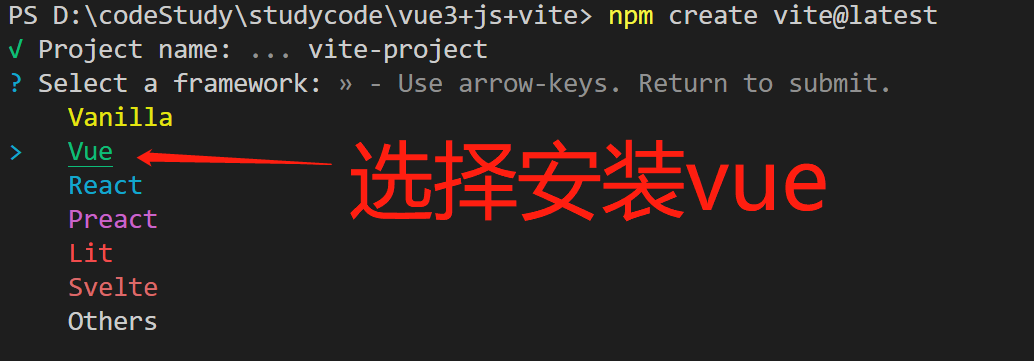 PS D:\codeStudy\studycode\vue3+js+vite> npm create vite@latest
√ Project name: ... vite-project
? Select a framework: » - Use arrow-keys. Return to submit.
Vanilla
> Vue
选择安装vue
React
Preact
Lit
Svelte
Others